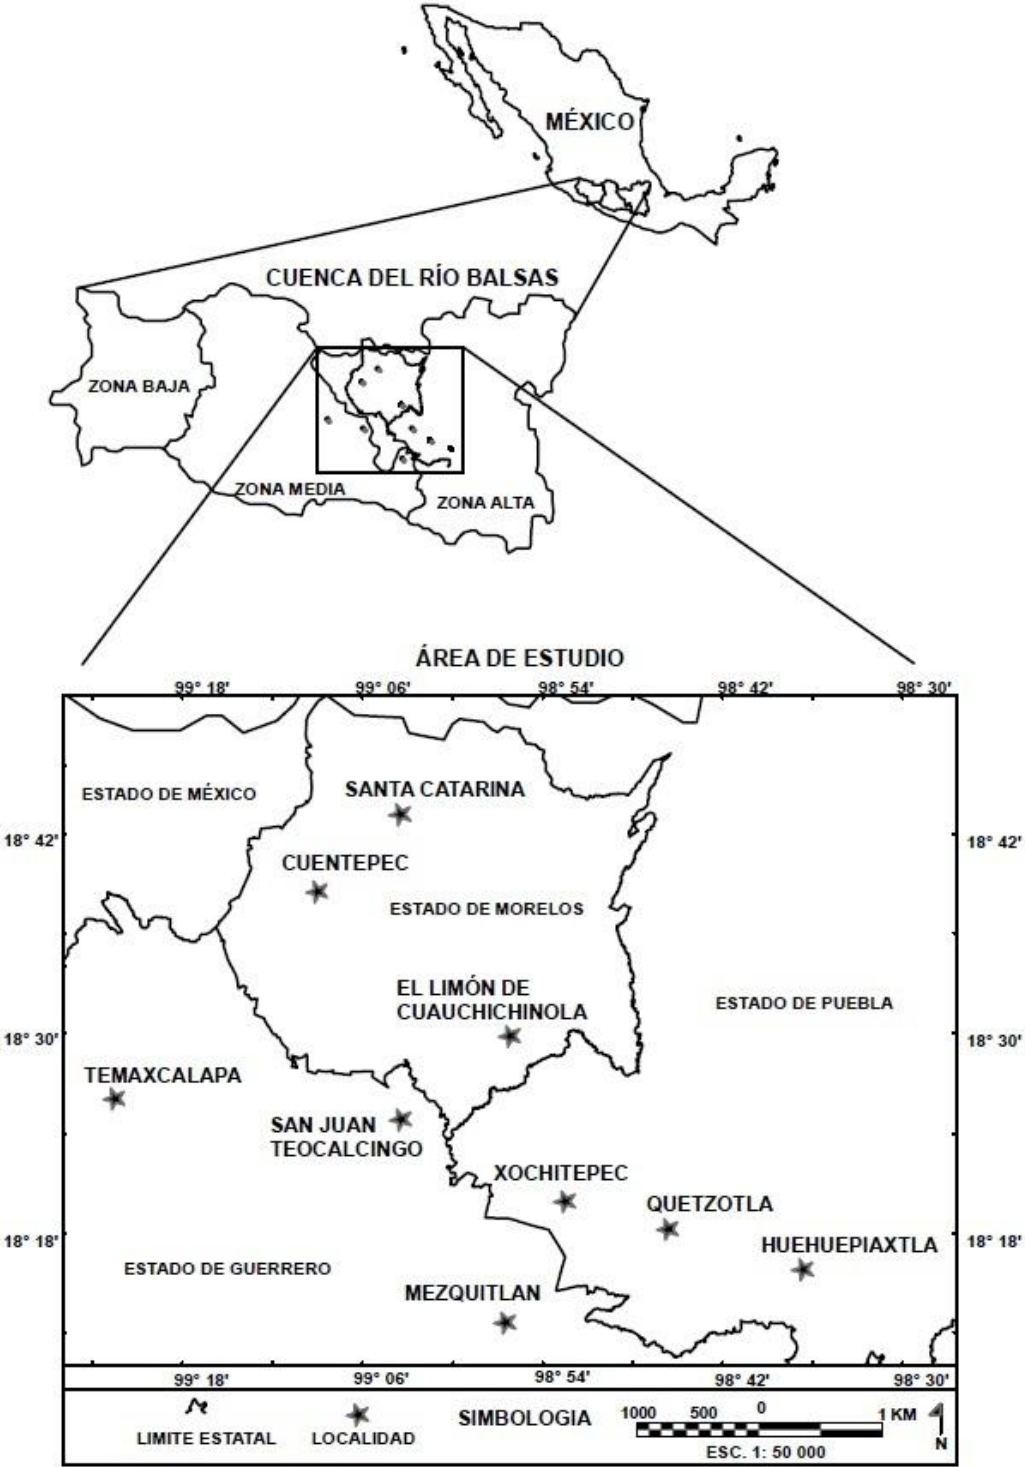 MÉXICO
CUENCA DEL RÍO BALSAS
ZONA BAJA
ZONA MEDIA
ZONA ALTA
ÁREA DE ESTUDIO
99° 18'
99° 06'
98° 54'
98° 42'
98° 30'
ESTADO DE MÉXICO
SANTA CATARINA
18° 42'
18° 42'
CUENTEPEC
ESTADO DE MORELOS
EL LIMÓN DE
CUAUCHICHINOLA
ESTADO DE PUEBLA
18° 30'
18° 30'
TEMAXCALAPA
SAN JUAN
TEOCALCINGO
XOCHITEPEC
QUETZOTLA
18° 18'
18° 18'
HUEHUEPIAXTLA
ESTADO DE GUERRERO
MEZQUITLAN
99° 18'
99° 06'
98° 54'
98° 42'
98° 30'
LIMITE ESTATAL
LOCALIDAD
SIMBOLOGIA
1000 500 0 1 KM
ESC. 1: 50 000
N